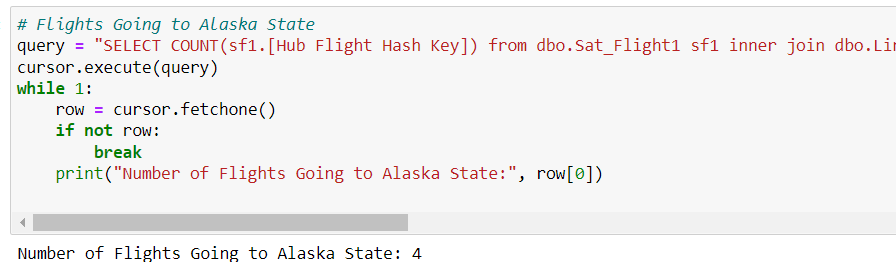 # Flights Going to Alaska State
query = "SELECT COUNT(sf1.[Hub Flight Hash Key]) from dbo.Sat_Flight1 sf1 inner join
cursor.execute(query)
while 1:
    row = cursor.fetchone()
    if not row:
        break
    print("Number of Flights Going to Alaska State:", row[0])
Number of Flights Going to Alaska State: 4